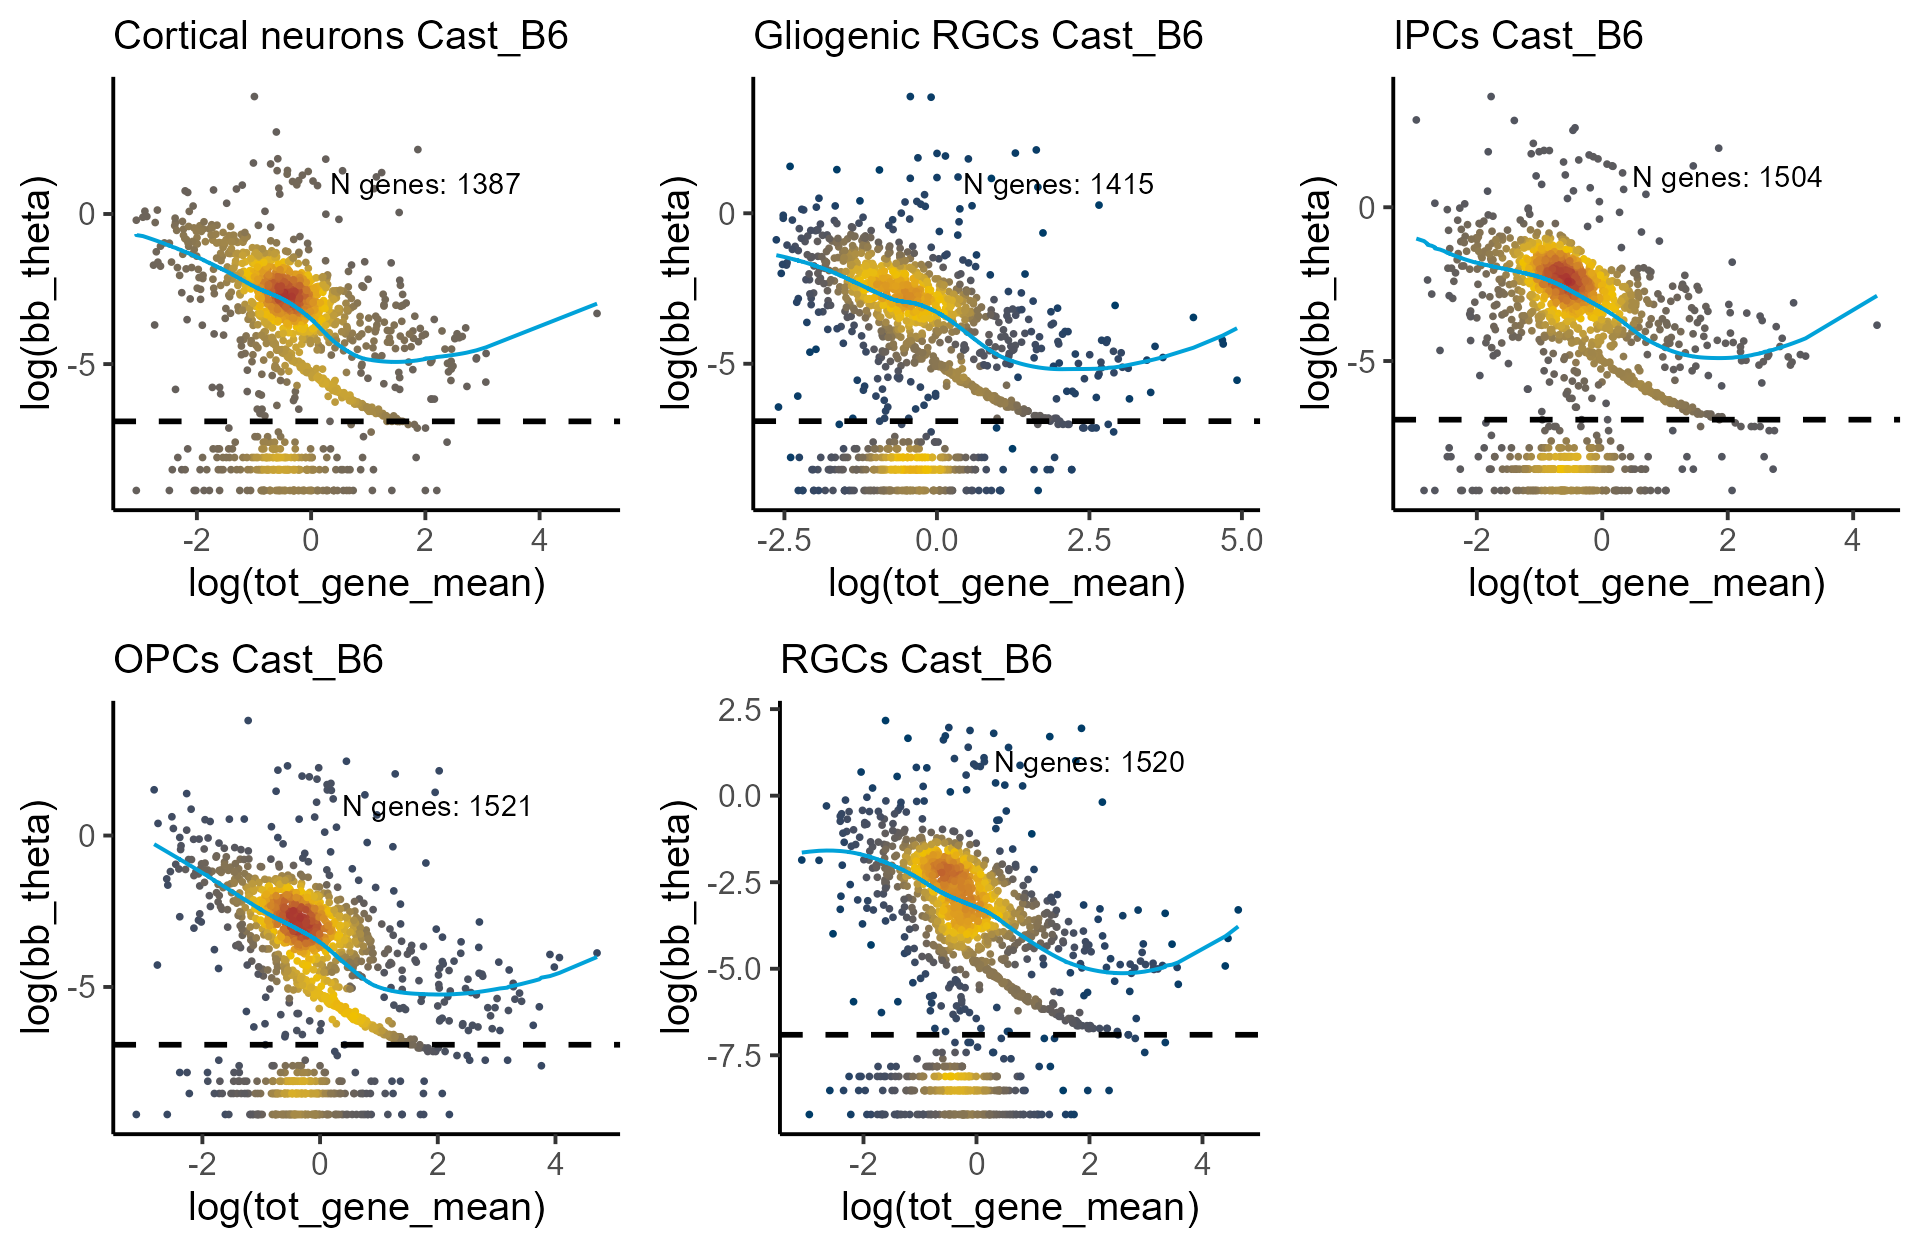 Cortical neurons Cast_B6
log(bb_theta)
0
-5
N genes: 1387
-2 0 2 4
log(tot_gene_mean)
Gliogenic RGCs Cast_B6
log(bb_theta)
0
-5
N genes: 1415
-2.5 0.0 2.5 5.0
log(tot_gene_mean)
IPCs Cast_B6
log(bb_theta)
0
-5
N genes: 1504
-2 0 2 4
log(tot_gene_mean)
OPCs Cast_B6
log(bb_theta)
0
-5
N genes: 1521
-2 0 2 4
log(tot_gene_mean)
RGCs Cast_B6
log(bb_theta)
2.5
0.0
-2.5
-5.0
-7.5
N genes: 1520
-2 0 2 4
log(tot_gene_mean)